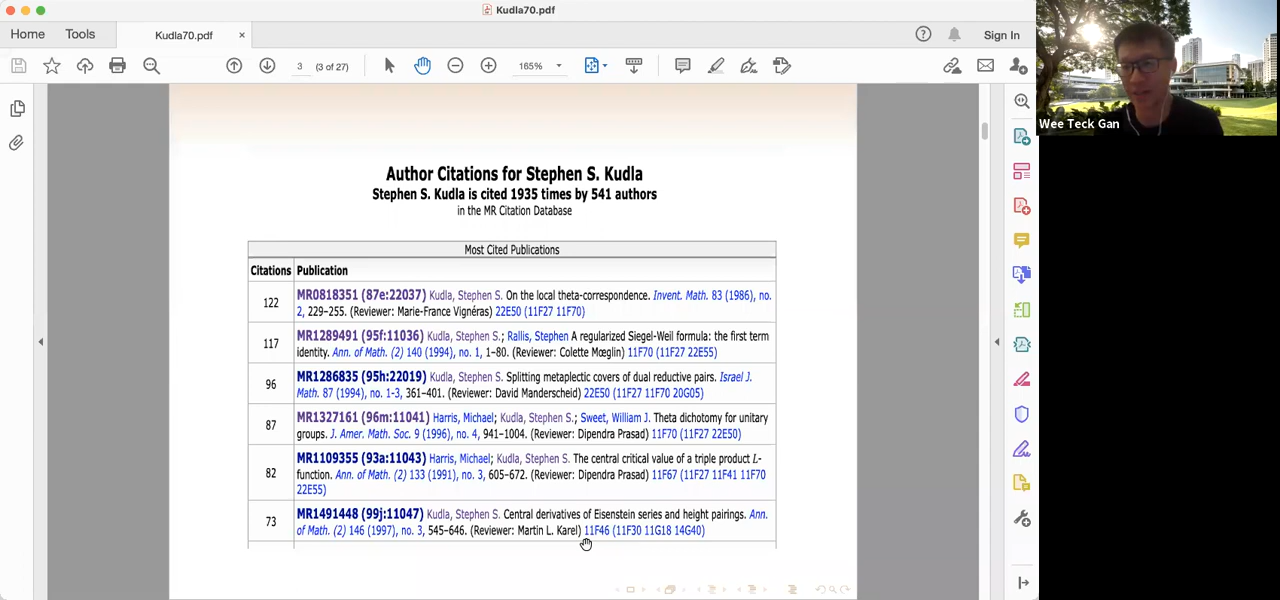 Kudla70.pdf
Home Tools Kudla70.pdf × Sign In
3 (3 of 27) 165%
Wee Teck Gan
Author Citations for Stephen S. Kudla
Stephen S. Kudla is cited 1935 times by 541 authors
in the MR Citation Database
Most Cited Publications
Citations Publication
122 MR0818351 (87e:22037) Kudla, Stephen S. On the local theta-correspondence. Invent. Math. 83 (1986), no.
2, 229–255. (Reviewer: Marie-France Vignéras) 22E50 (11F27 11F70)
117 MR1289491 (95f:11036) Kudla, Stephen S.; Rallis, Stephen A regularized Siegel-Weil formula: the first term
identity. Ann. of Math. (2) 140 (1994), no. 1, 1–80. (Reviewer: Colette Mœglin) 11F70 (11F27 22E55)
96 MR1286835 (95h:22019) Kudla, Stephen S. Splitting metaplectic covers of dual reductive pairs. Israel J.
Math. 87 (1994), no. 1-3, 361–401. (Reviewer: David Manderscheid) 22E50 (11F27 11F70 20G05)
87 MR1327161 (96m:11041) Harris, Michael; Kudla, Stephen S.; Sweet, William J. Theta dichotomy for unitary
groups. J. Amer. Math. Soc. 9 (1996), no. 4, 941–1004. (Reviewer: Dipendra Prasad) 11F70 (11F27 22E50)
82 MR1109355 (93a:11043) Harris, Michael; Kudla, Stephen S. The central critical value of a triple product L-
function. Ann. of Math. (2) 133 (1991), no. 3, 605–672. (Reviewer: Dipendra Prasad) 11F67 (11F27 11F41 11F70
22E55)
73 MR1491448 (99j:11047) Kudla, Stephen S. Central derivatives of Eisenstein series and height pairings. Ann.
of Math. (2) 146 (1997), no. 3, 545–646. (Reviewer: Martin L. Karel) 11F46 (11F30 11G18 14G40)